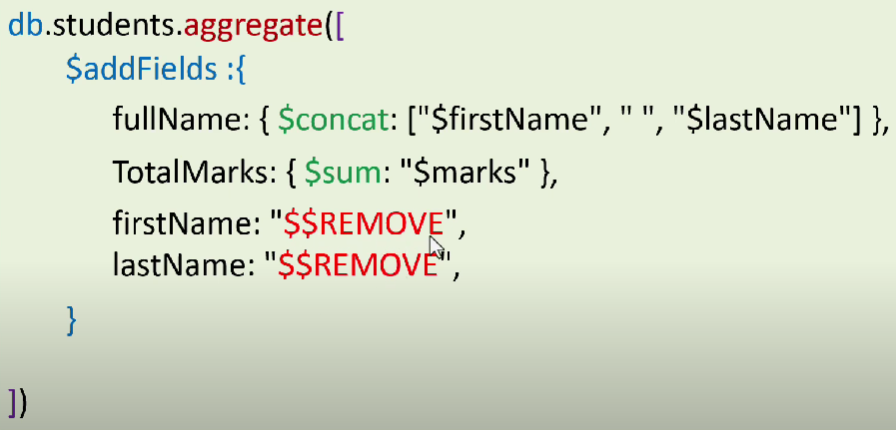 db.students.aggregate([
$addFields :{
fullName: { $concat: ["$firstName", " ", "$lastName"] },
TotalMarks: { $sum: "$marks" },
firstName: "$$REMOVE",
lastName: "$$REMOVE",
}
])